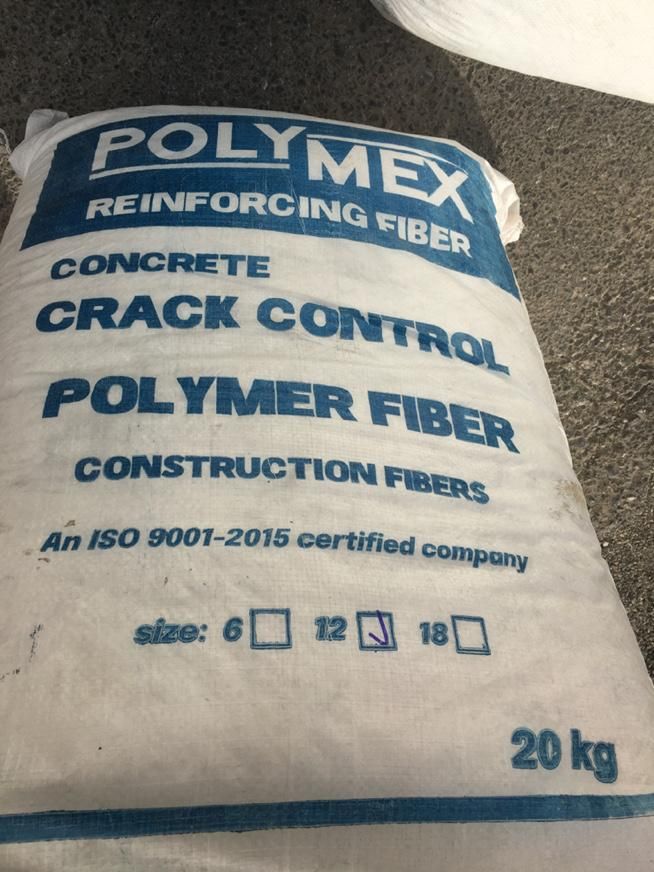 POLYMEX
REINFORCING FIBER
CONCRETE
CRACK CONTROL
POLYMER FIBER
CONSTRUCTION FIBERS
An ISO 9001-2015 certified company
size: 6 12 18
20 kg